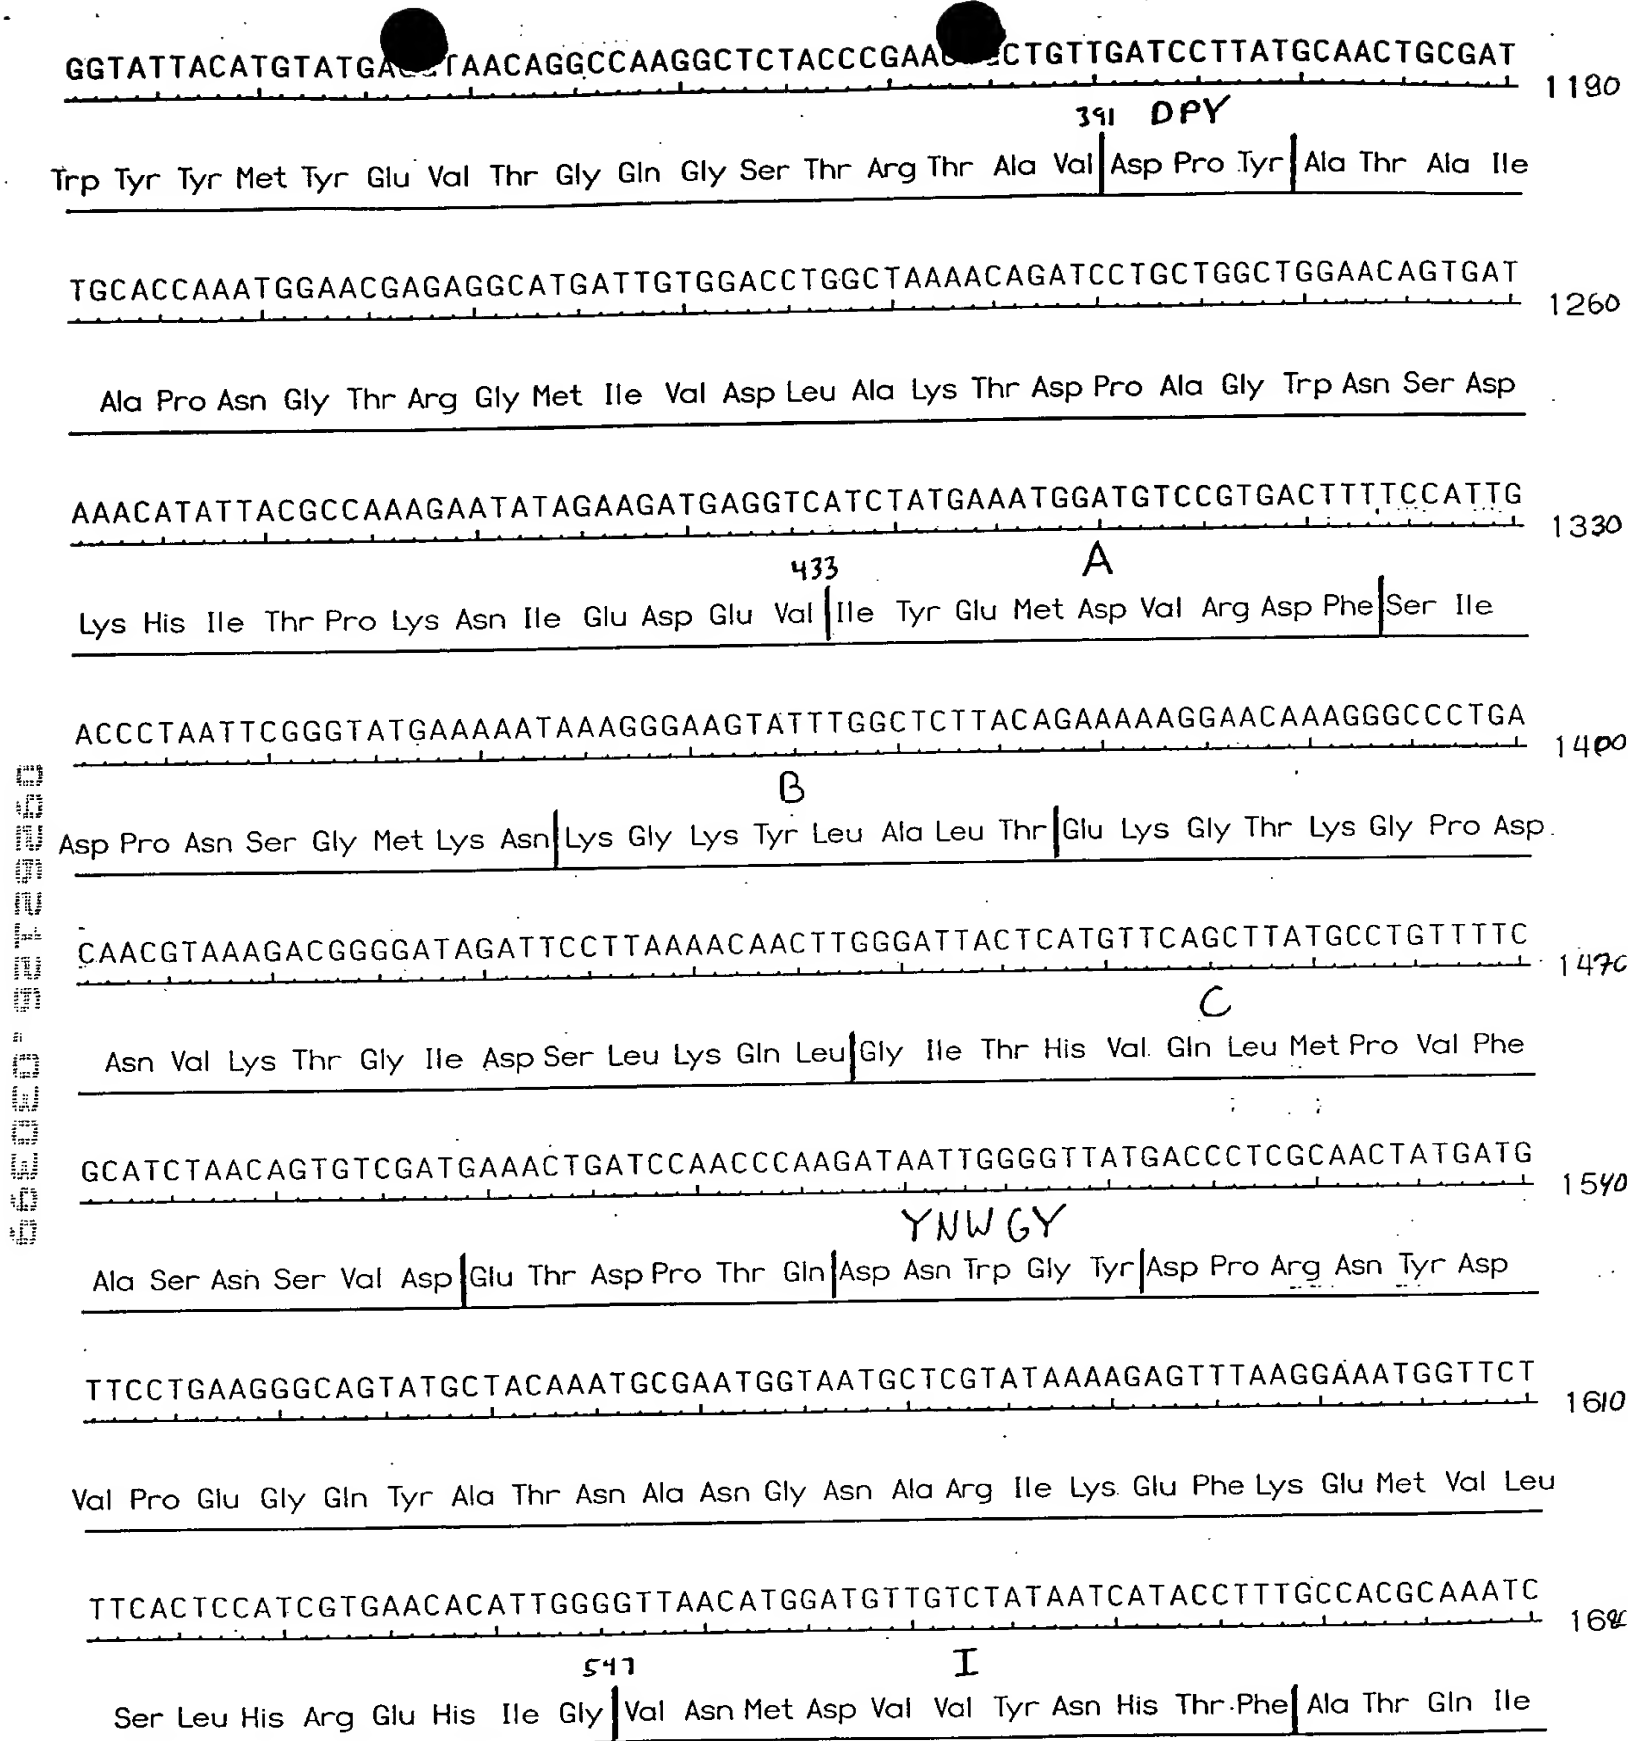 GGTATTACATGTATGA TAACAGGCCAAGGCTCTACCCGAA CTGTTGATCCTTATGCAACTGCGAT 1190
391 DPY
Trp Tyr Tyr Met Tyr Glu Val Thr Gly Gln Gly Ser Thr Arg Thr Ala Val|Asp Pro Tyr|Ala Thr Ala Ile
TGCACCAAATGGAACGAGAGGCATGATTGTGGACCTGGCTAAAACAGATCCTGCTGGCTGGAACAGTGAT 1260
Ala Pro Asn Gly Thr Arg Gly Met Ile Val Asp Leu Ala Lys Thr Asp Pro Ala Gly Trp Asn Ser Asp
AAACATATTACGCCAAAGAATATAGAAGATGAGGTCATCTATGAAATGGATGTCCGTGACTTTTCCATTG 1330
433 A
Lys His Ile Thr Pro Lys Asn Ile Glu Asp Glu Val|Ile Tyr Glu Met Asp Val Arg Asp Phe|Ser Ile
ACCCTAATTCGGGTATGAAAAATAAAGGGAAGTATTTGGCTCTTACAGAAAAAGGAACAAAGGGCCCTGA 1400
B
Asp Pro Asn Ser Gly Met Lys Asn|Lys Gly Lys Tyr Leu Ala Leu Thr|Glu Lys Gly Thr Lys Gly Pro Asp
CAACGTAAAGACGGGGATAGATTCCTTAAAACAACTTGGGATTACTCATGTTCAGCTTATGCCTGTTTTC 1470
C
Asn Val Lys Thr Gly Ile Asp Ser Leu Lys Gln Leu|Gly Ile Thr His Val Gln Leu Met Pro Val Phe
GCATCTAACAGTGTCGATGAAACTGATCCAACCCAAGATAATTGGGGTTATGACCCTCGCAACTATGATG 1540
YNWGY
Ala Ser Asn Ser Val Asp|Glu Thr Asp Pro Thr Gln|Asp Asn Trp Gly Tyr|Asp Pro Arg Asn Tyr Asp
TTCCTGAAGGGCAGTATGCTACAAATGCGAATGGTAATGCTCGTATAAAAGAGTTTAAGGAAATGGTTCT 1610
Val Pro Glu Gly Gln Tyr Ala Thr Asn Ala Asn Gly Asn Ala Arg Ile Lys Glu Phe Lys Glu Met Val Leu
TTCACTCCATCGTGAACACATTGGGGTTAACATGGATGTTGTCTATAATCATACCTTTGCCACGCAAATC
547 I
Ser Leu His Arg Glu His Ile Gly|Val Asn Met Asp Val Val Tyr Asn His Thr Phe|Ala Thr Gln Ile